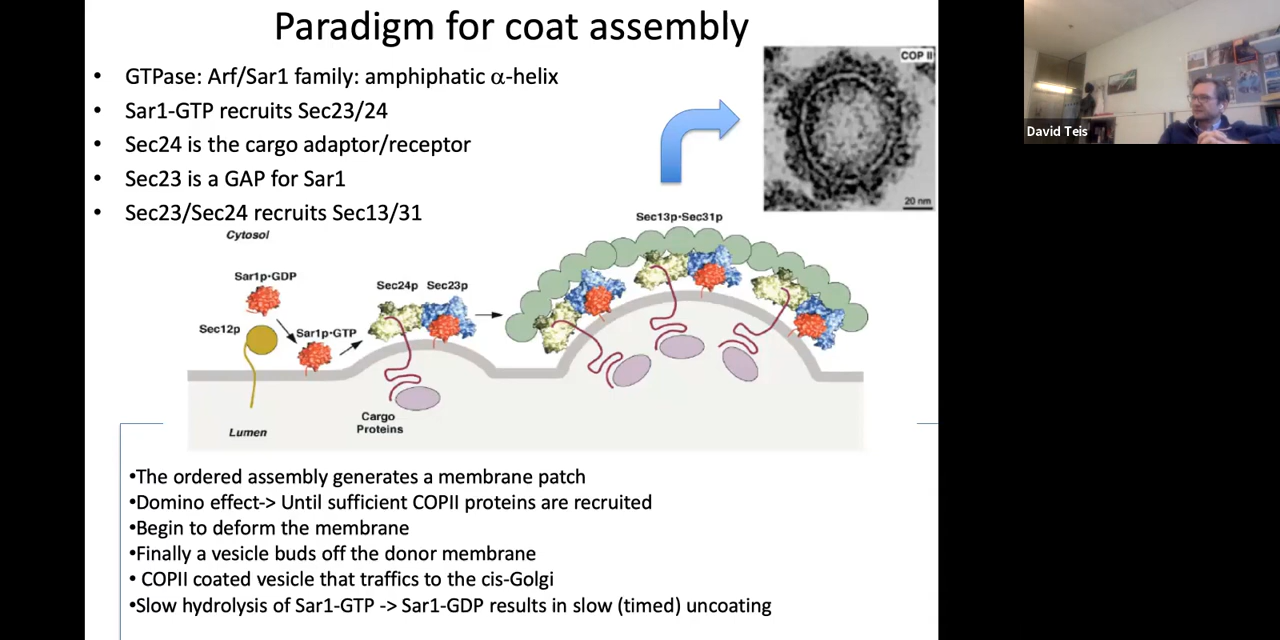 Paradigm for coat assembly
• GTPase: Arf/Sar1 family: amphiphatic α-helix
• Sar1-GTP recruits Sec23/24
• Sec24 is the cargo adaptor/receptor
• Sec23 is a GAP for Sar1
• Sec23/Sec24 recruits Sec13/31
COP II
20 nm
David Teis
Cytosol
Sec13p•Sec31p
Sar1p•GDP
Sec24p Sec23p
Sec12p
Sar1p•GTP
Cargo
Proteins
Lumen
•The ordered assembly generates a membrane patch
•Domino effect-> Until sufficient COPII proteins are recruited
•Begin to deform the membrane
•Finally a vesicle buds off the donor membrane
• COPII coated vesicle that traffics to the cis-Golgi
•Slow hydrolysis of Sar1-GTP -> Sar1-GDP results in slow (timed) uncoating